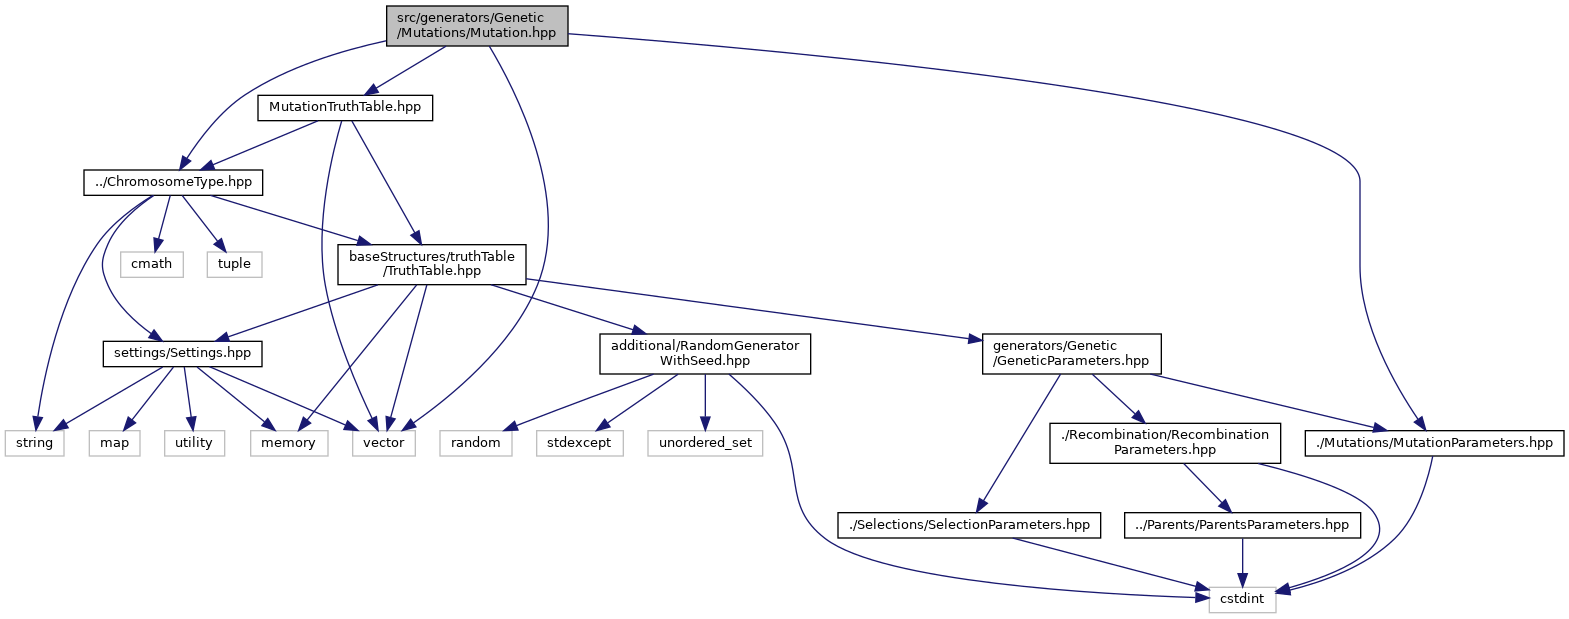 src/generators/Genetic
/Mutations/Mutation.hpp
MutationTruthTable.hpp
../ChromosomeType.hpp
cmath
tuple
baseStructures/truthTable
/TruthTable.hpp
settings/Settings.hpp
additional/RandomGenerator
WithSeed.hpp
generators/Genetic
/GeneticParameters.hpp
string
map
utility
memory
vector
random
stdexcept
unordered_set
./Recombination/Recombination
Parameters.hpp
./Mutations/MutationParameters.hpp
./Selections/SelectionParameters.hpp
../Parents/ParentsParameters.hpp
cstdint